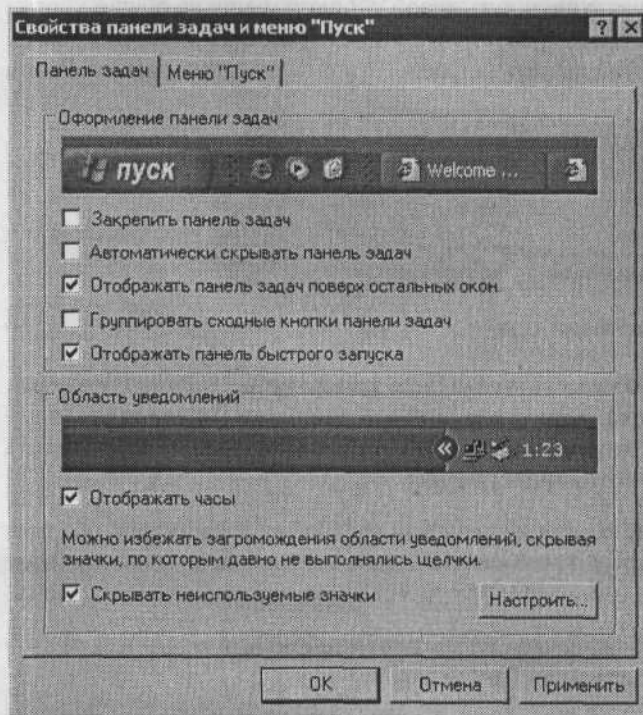 Свойства панели задач и меню "Пуск"
Панель задач
Меню "Пуск"
Оформление панели задач
пуск
Welcome ...
Закрепить панель задач
Автоматически скрывать панель задач
Отображать панель задач поверх остальных окон
Группировать сходные кнопки панели задач
Отображать панель быстрого запуска
Область уведомлений
1:23
Отображать часы
Можно избежать загромождения области уведомлений, скрывая
значки, по которым давно не выполнялись щелчки.
Скрывать неиспользуемые значки
Настроить...
OK
Отмена
Применить